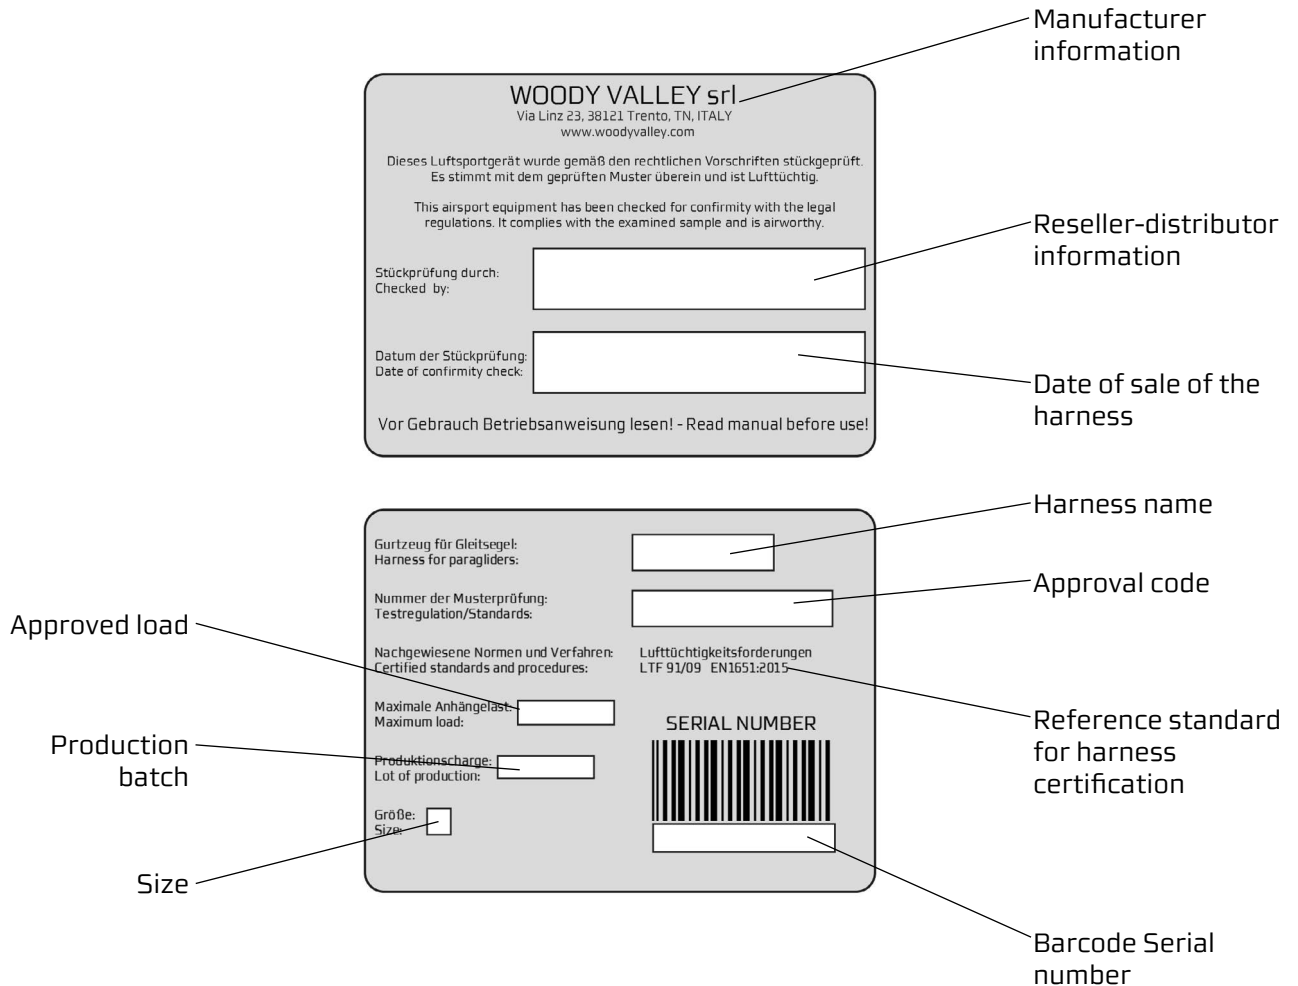 Manufacturer
information
WOODY VALLEY srl
Via Linz 23, 38121 Trento, TN, ITALY
www.woodyvalley.com
Dieses Luftsportgerät wurde gemäß den rechtlichen Vorschriften stückgeprüft.
Es stimmt mit dem geprüften Muster überein und ist Lufttüchtig.
This airsport equipment has been checked for confirmity with the legal
regulations. It complies with the examined sample and is airworthy.
Reseller-distributor
information
Stückprüfung durch:
Checked by:
Datum der Stückprüfung:
Date of confirmity check:
Date of sale of the
harness
Vor Gebrauch Betriebsanweisung lesen! - Read manual before use!
Harness name
Gurtzeug für Gleitsegel:
Harness for paragliders:
Approval code
Nummer der Musterprüfung:
Testregulation/Standards:
Approved load
Nachgewiesene Normen und Verfahren:
Certified standards and procedures:
Lufttüchtigkeitsforderungen
LTF 91/09 EN1651:2015
Maximale Anhängelast:
Maximum load:
SERIAL NUMBER
Reference standard
for harness
certification
Production
batch
Produktionscharge:
Lot of production:
Größe:
Size:
Size
Barcode Serial
number